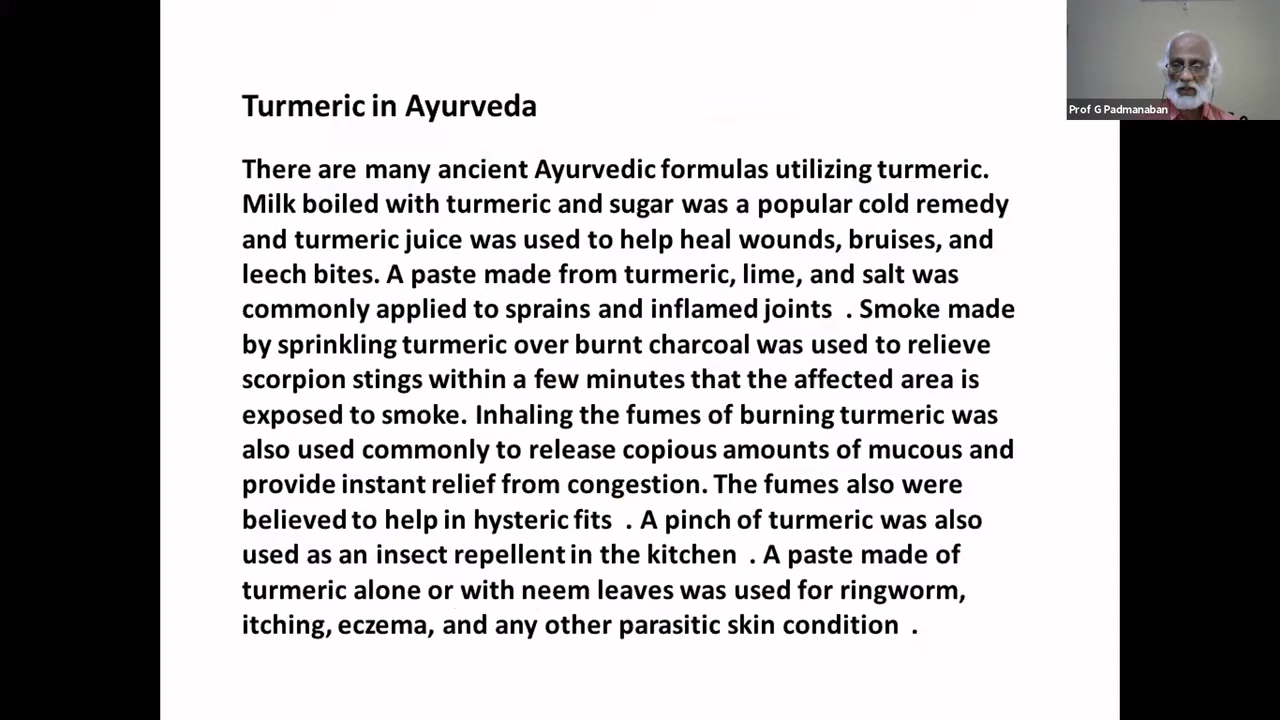 Turmeric in Ayurveda
There are many ancient Ayurvedic formulas utilizing turmeric.
Milk boiled with turmeric and sugar was a popular cold remedy
and turmeric juice was used to help heal wounds, bruises, and
leech bites. A paste made from turmeric, lime, and salt was
commonly applied to sprains and inflamed joints . Smoke made
by sprinkling turmeric over burnt charcoal was used to relieve
scorpion stings within a few minutes that the affected area is
exposed to smoke. Inhaling the fumes of burning turmeric was
also used commonly to release copious amounts of mucous and
provide instant relief from congestion. The fumes also were
believed to help in hysteric fits . A pinch of turmeric was also
used as an insect repellent in the kitchen . A paste made of
turmeric alone or with neem leaves was used for ringworm,
itching, eczema, and any other parasitic skin condition .
Prof G Padmanaban